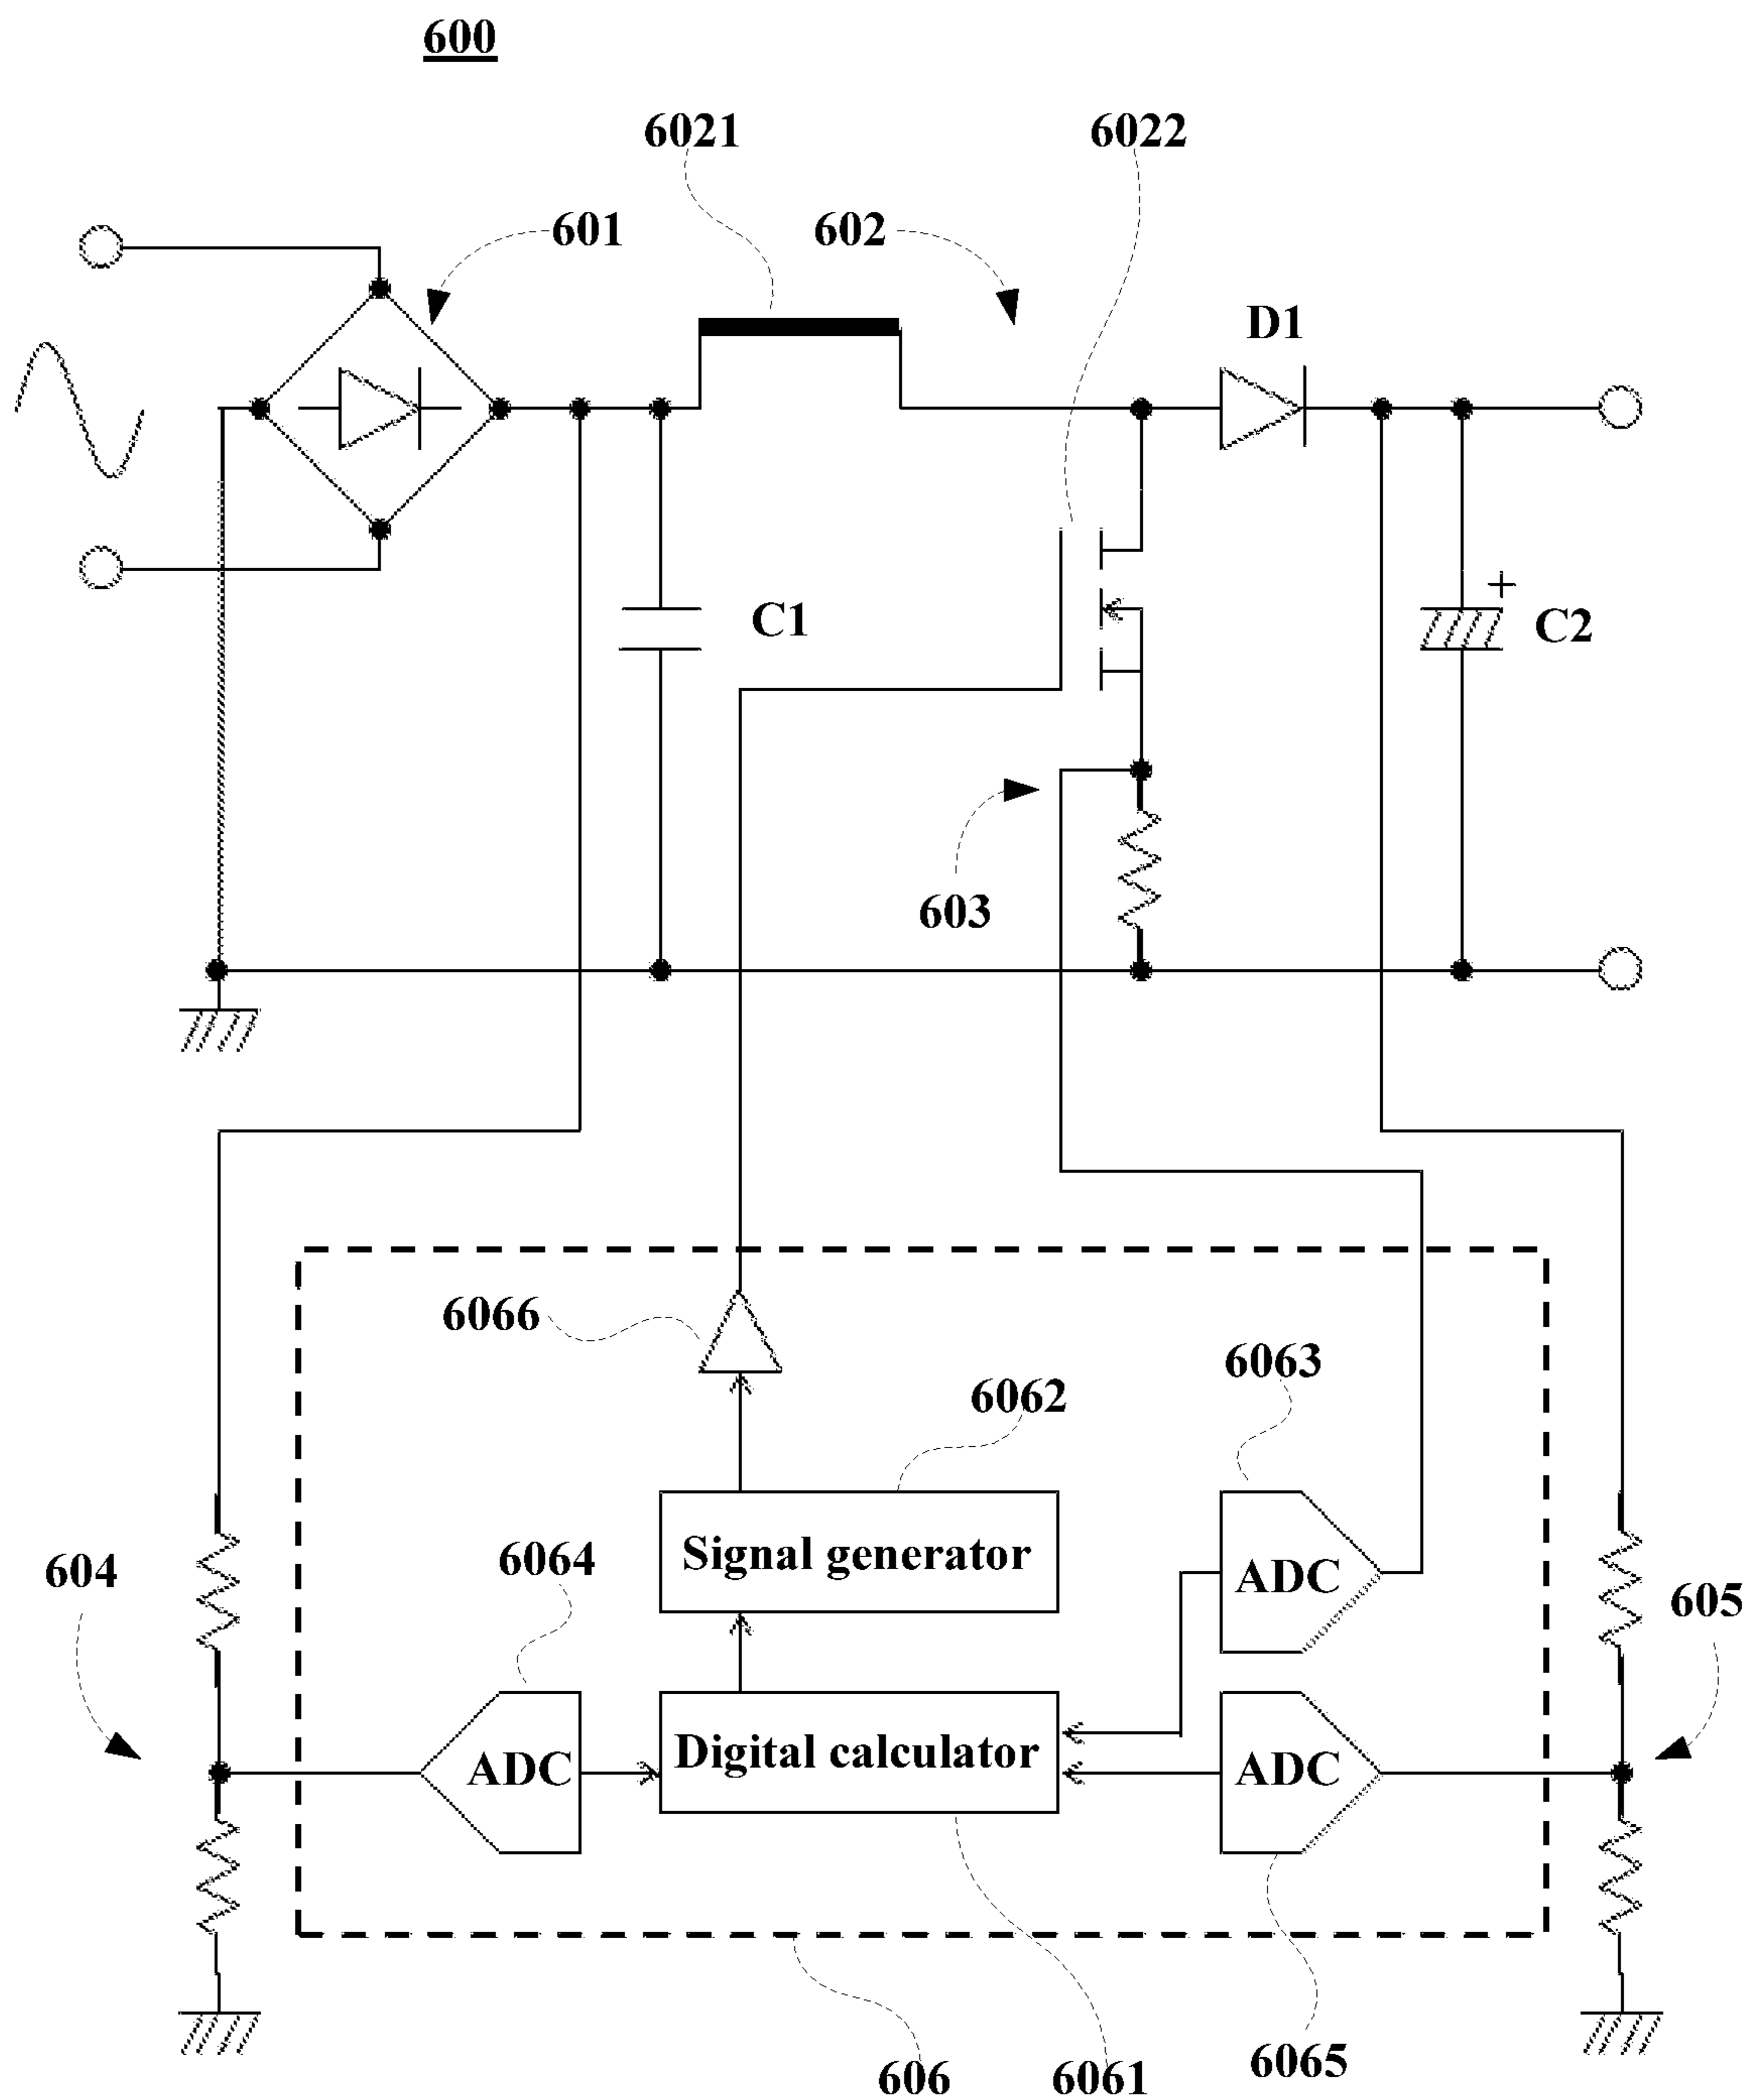 600
6021
6022
601
602
D1
C1
+
C2
603
6066
6063
6062
Signal generator
ADC
6064
604
605
ADC
Digital calculator
ADC
606
6061
6065